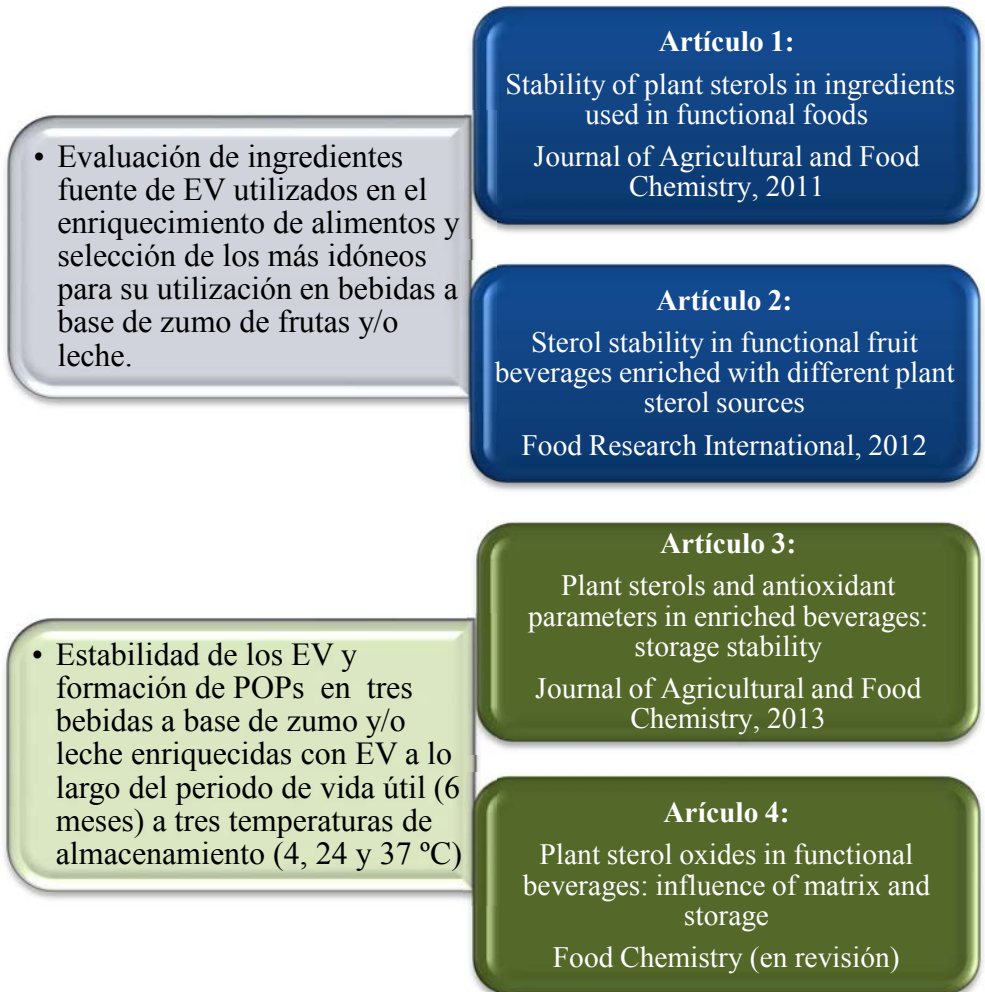 • Evaluación de ingredientes
fuente de EV utilizados en el
enriquecimiento de alimentos y
selección de los más idóneos
para su utilización en bebidas a
base de zumo de frutas y/o
leche.
Artículo 1:
Stability of plant sterols in ingredients
used in functional foods
Journal of Agricultural and Food
Chemistry, 2011
Artículo 2:
Sterol stability in functional fruit
beverages enriched with different plant
sterol sources
Food Research International, 2012
• Estabilidad de los EV y
formación de POPs en tres
bebidas a base de zumo y/o
leche enriquecidas con EV a lo
largo del periodo de vida útil (6
meses) a tres temperaturas de
almacenamiento (4, 24 y 37 ºC)
Artículo 3:
Plant sterols and antioxidant
parameters in enriched beverages:
storage stability
Journal of Agricultural and Food
Chemistry, 2013
Arículo 4:
Plant sterol oxides in functional
beverages: influence of matrix and
storage
Food Chemistry (en revisión)